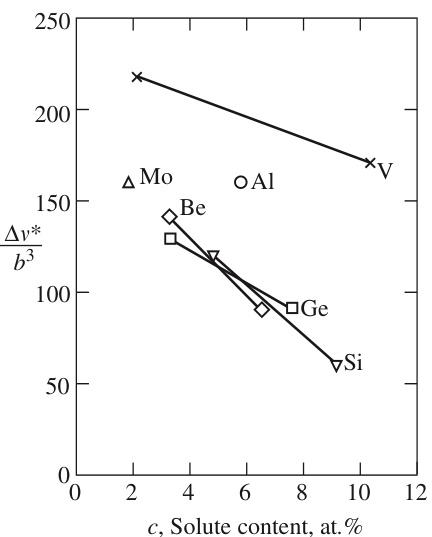 250
200
150
100
50
0
Δv*
b³
V
Mo
Al
Be
Ge
Si
0 2 4 6 8 10 12
c, Solute content, at.%